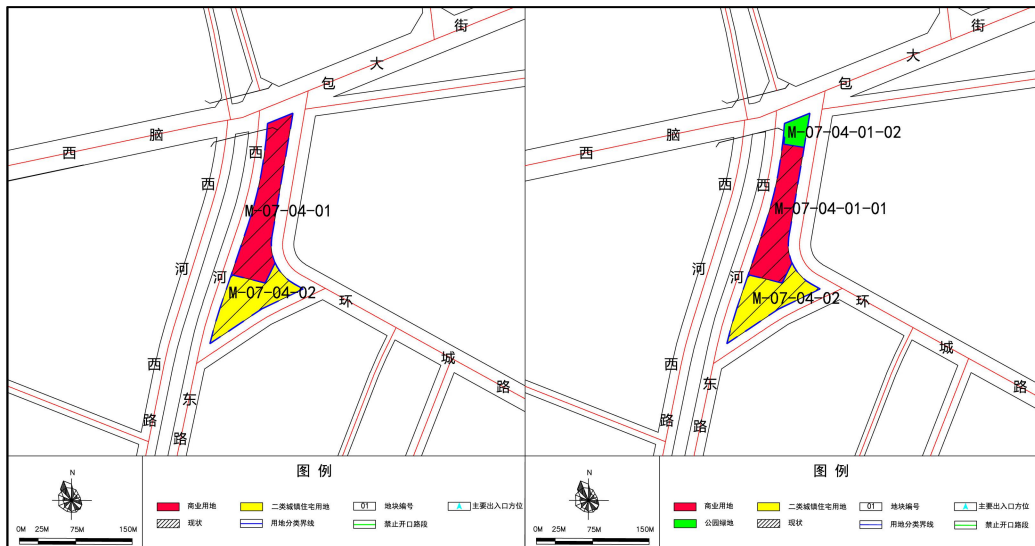 西脑包大街
西河西路
西河东路
环城路
M-07-04-01
M-07-04-02
图 例
N
商业用地
二类城镇住宅用地
01
地块编号
主要出入口方位
现状
用地分类界线
禁止开口路段
0M 25M 75M 150M
西脑包大街
西河西路
西河东路
环城路
M-07-04-01-02
M-07-04-01-01
M-07-04-02
图 例
N
商业用地
二类城镇住宅用地
01
地块编号
主要出入口方位
公园绿地
现状
用地分类界线
禁止开口路段
0M 25M 75M 150M